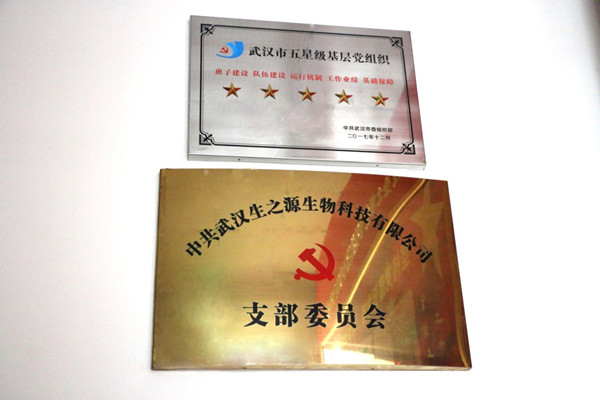 武汉市五星级基层党组织
班子建设 队伍建设 运行机制 工作业绩 基础保障
中共武汉市委组织部
二〇一七年十二月
中共武汉生之源生物科技有限公司
支部委员会